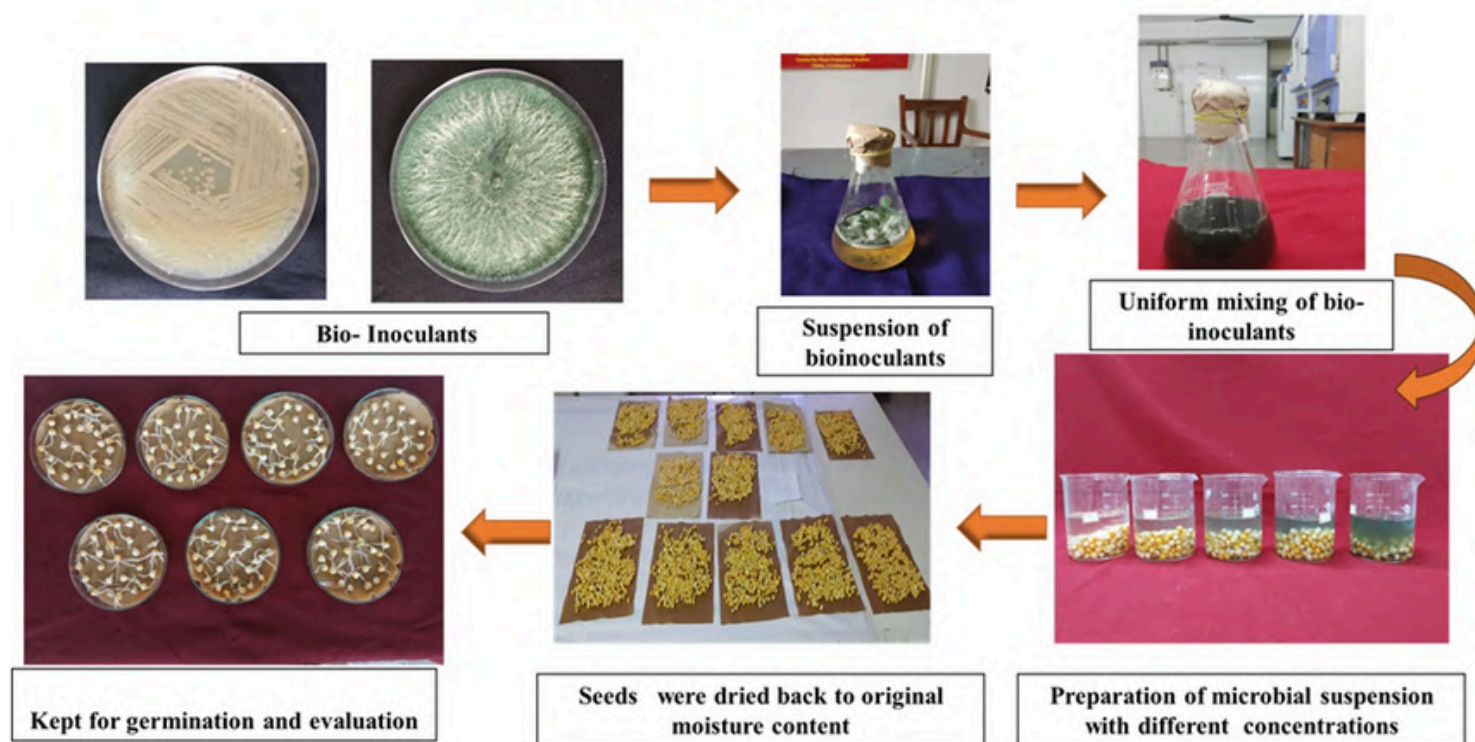 Bio- Inoculants
Suspension of
bioinoculants
Uniform mixing of bio-
inoculants
Preparation of microbial suspension
with different concentrations
Seeds were dried back to original
moisture content
Kept for germination and evaluation